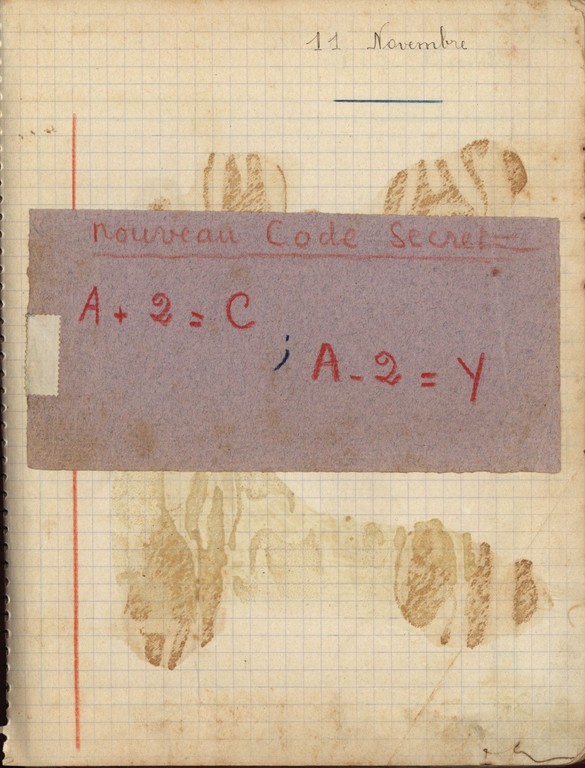 11 Novembre
nouveau Code Secret
A + 2 = C
; A - 2 = Y